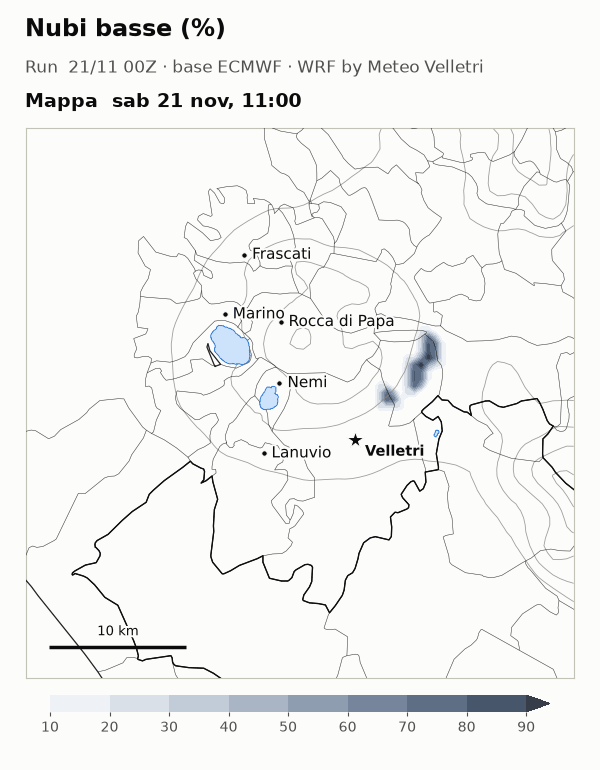 Nubi basse (%)
Run  21/11 00Z · base ECMWF · WRF by Meteo Velletri
Mappa  sab 21 nov, 11:00
Frascati
Marino
Rocca di Papa
Nemi
Velletri
Lanuvio
10 km
10 20 30 40 50 60 70 80 90